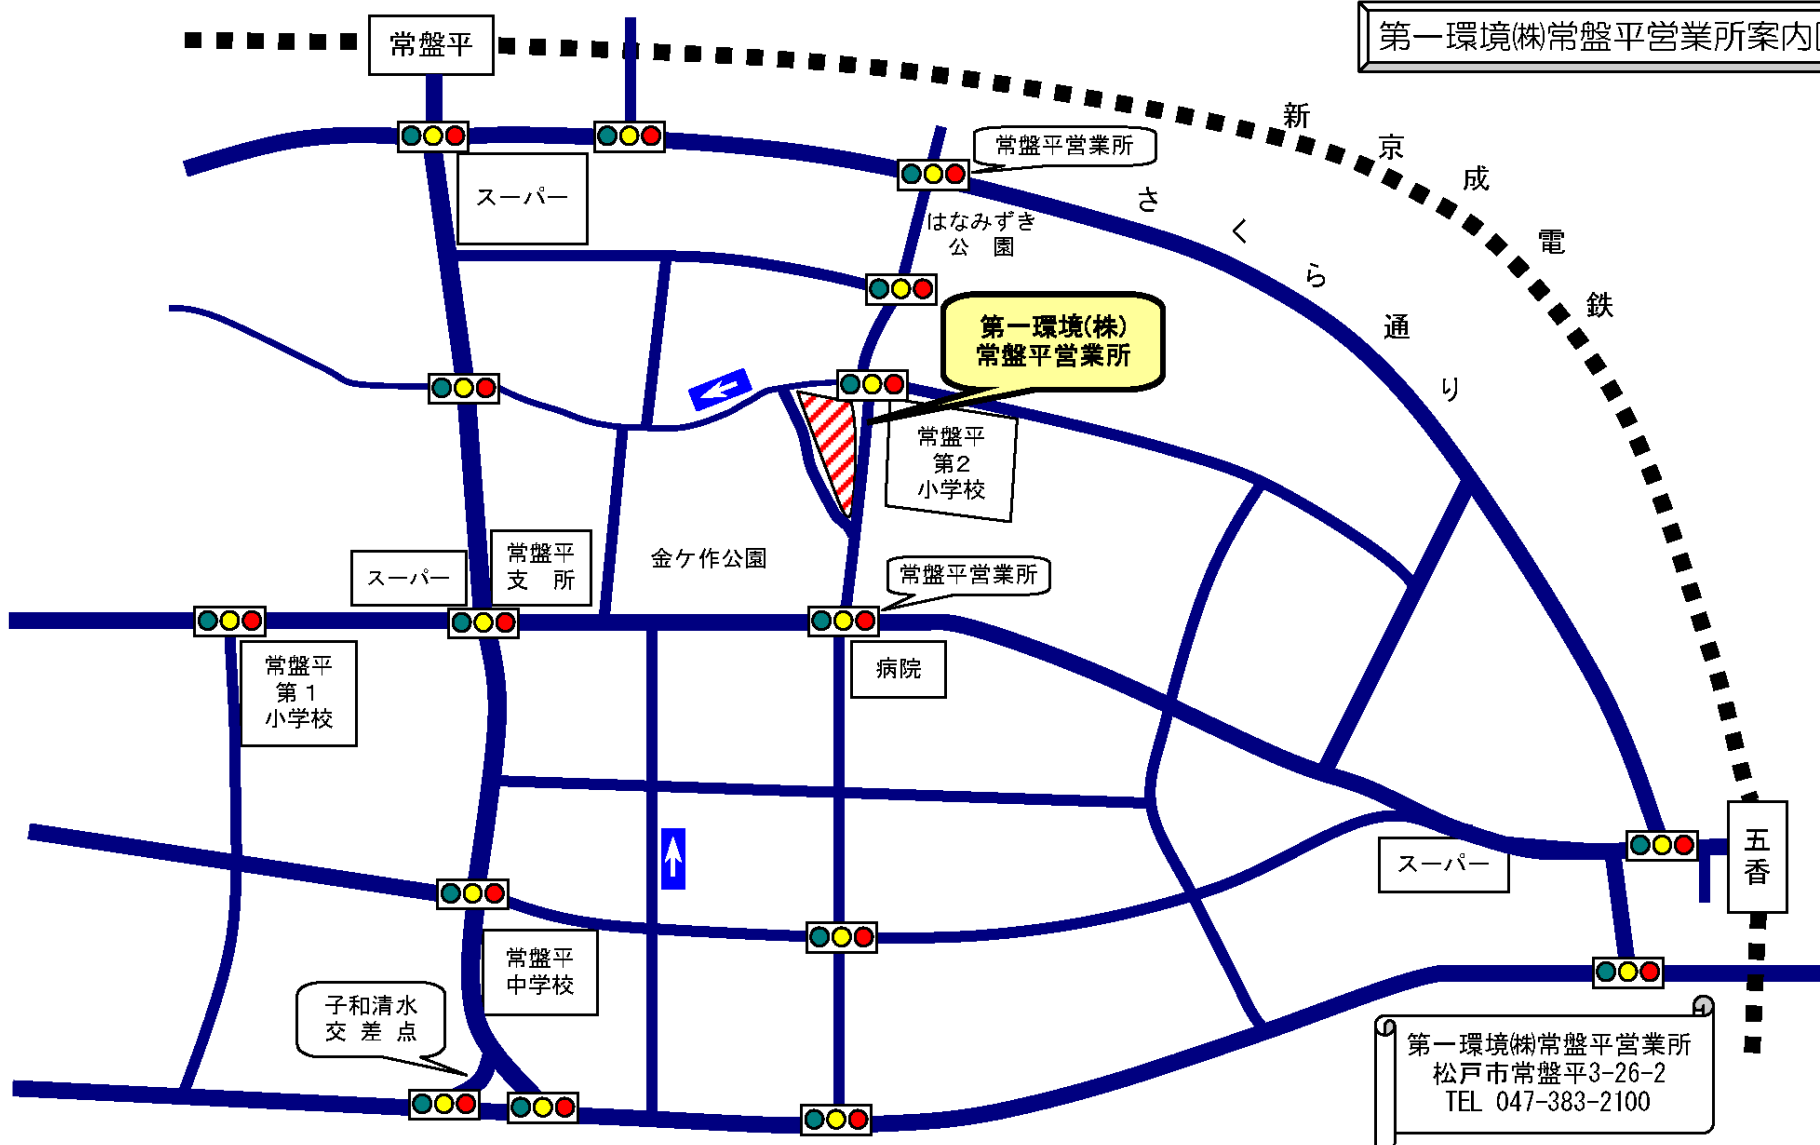 第一環境㈱常盤平営業所案内
常盤平
新京成電鉄
常盤平営業所
スーパー
さくら通り
はなみずき
公園
第一環境(株)
常盤平営業所
常盤平
第2
小学校
常盤平
支所
スーパー
金ケ作公園
常盤平営業所
常盤平
第1
小学校
病院
スーパー
五香
常盤平
中学校
子和清水
交差点
第一環境㈱常盤平営業所
松戸市常盤平3-26-2
TEL 047-383-2100